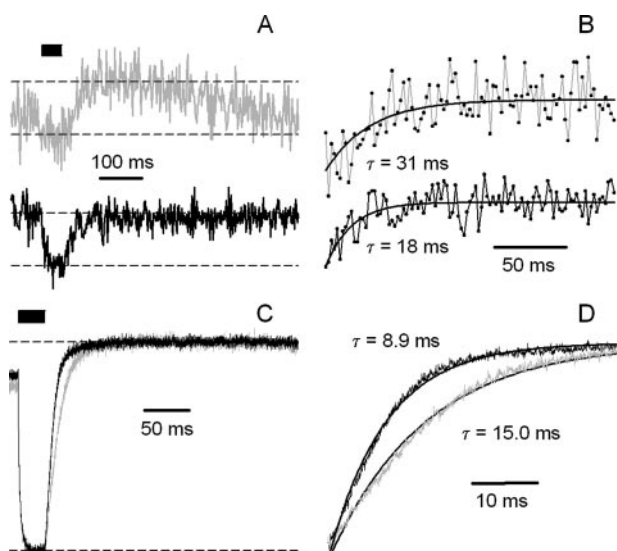 A
B
100 ms
τ = 31 ms
τ = 18 ms
50 ms
C
D
τ = 8.9 ms
50 ms
τ = 15.0 ms
10 ms